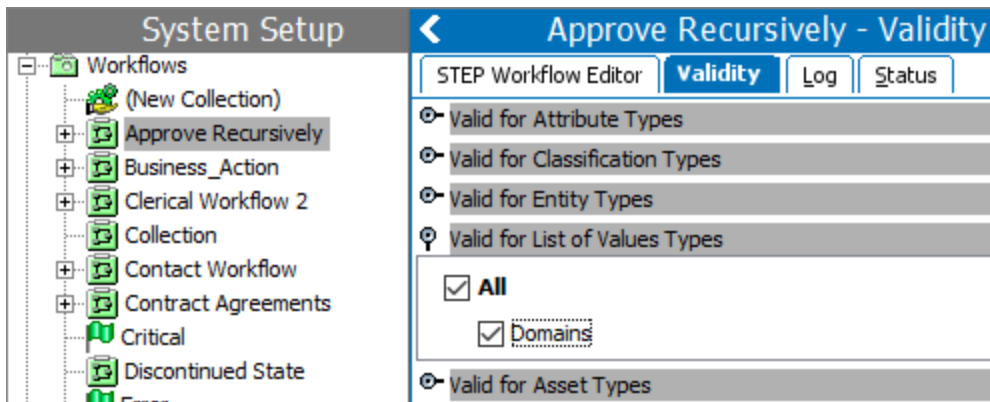 System Setup
Workflows
(New Collection)
Approve Recursively
Business_Action
Clerical Workflow 2
Collection
Contact Workflow
Contract Agreements
Critical
Discontinued State
Error
Approve Recursively - Validity
STEP Workflow Editor Validity Log Status
Valid for Attribute Types
Valid for Classification Types
Valid for Entity Types
Valid for List of Values Types
All
Domains
Valid for Asset Types